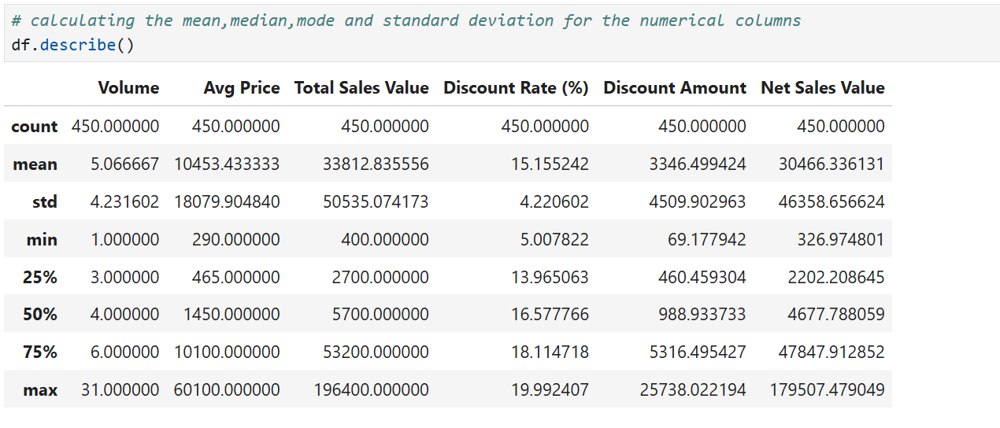 # calculating the mean,median,mode and standard deviation for the numerical columns
df.describe()
Volume Avg Price Total Sales Value Discount Rate (%) Discount Amount Net Sales Value
count 450.000000 450.000000 450.000000 450.000000 450.000000 450.000000
mean 5.066667 10453.433333 33812.835556 15.155242 3346.499424 30466.336131
std 4.231602 18079.904840 50535.074173 4.220602 4509.902963 46358.656624
min 1.000000 290.000000 400.000000 5.007822 69.177942 326.974801
25% 3.000000 465.000000 2700.000000 13.965063 460.459304 2202.208645
50% 4.000000 1450.000000 5700.000000 16.577766 988.933733 4677.788059
75% 6.000000 10100.000000 53200.000000 18.114718 5316.495427 47847.912852
max 31.000000 60100.000000 196400.000000 19.992407 25738.022194 179507.479049